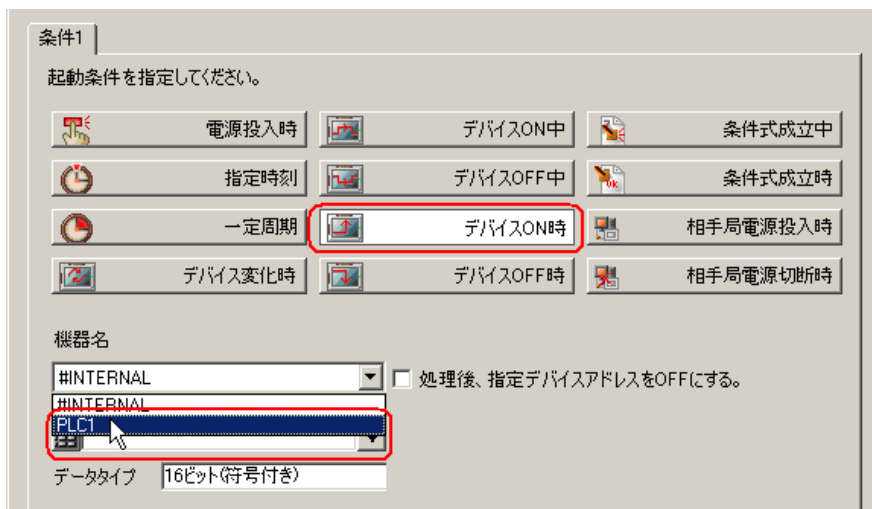 条件1
起動条件を指定してください。
電源投入時 デバイスON中 条件式成立中
指定時刻 デバイスOFF中 条件式成立時
一定周期 デバイスON時 相手局電源投入時
デバイス変化時 デバイスOFF時 相手局電源切断時
機器名
#INTERNAL 処理後、指定デバイスアドレスをOFFにする。
#INTERNAL
PLC1
データタイプ 16ビット(符号付き)